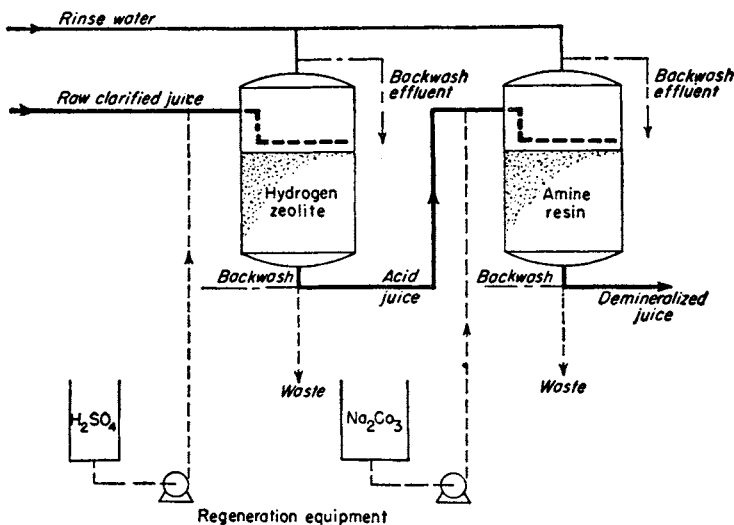 Rinse water
Backwash
effluent
Backwash
effluent
Raw clarified juice
Hydrogen
zeolite
Amine
resin
Backwash
Acid
juice
Backwash
Demineralized
juice
Waste
Waste
H2SO4
Na2Co3
Regeneration equipment